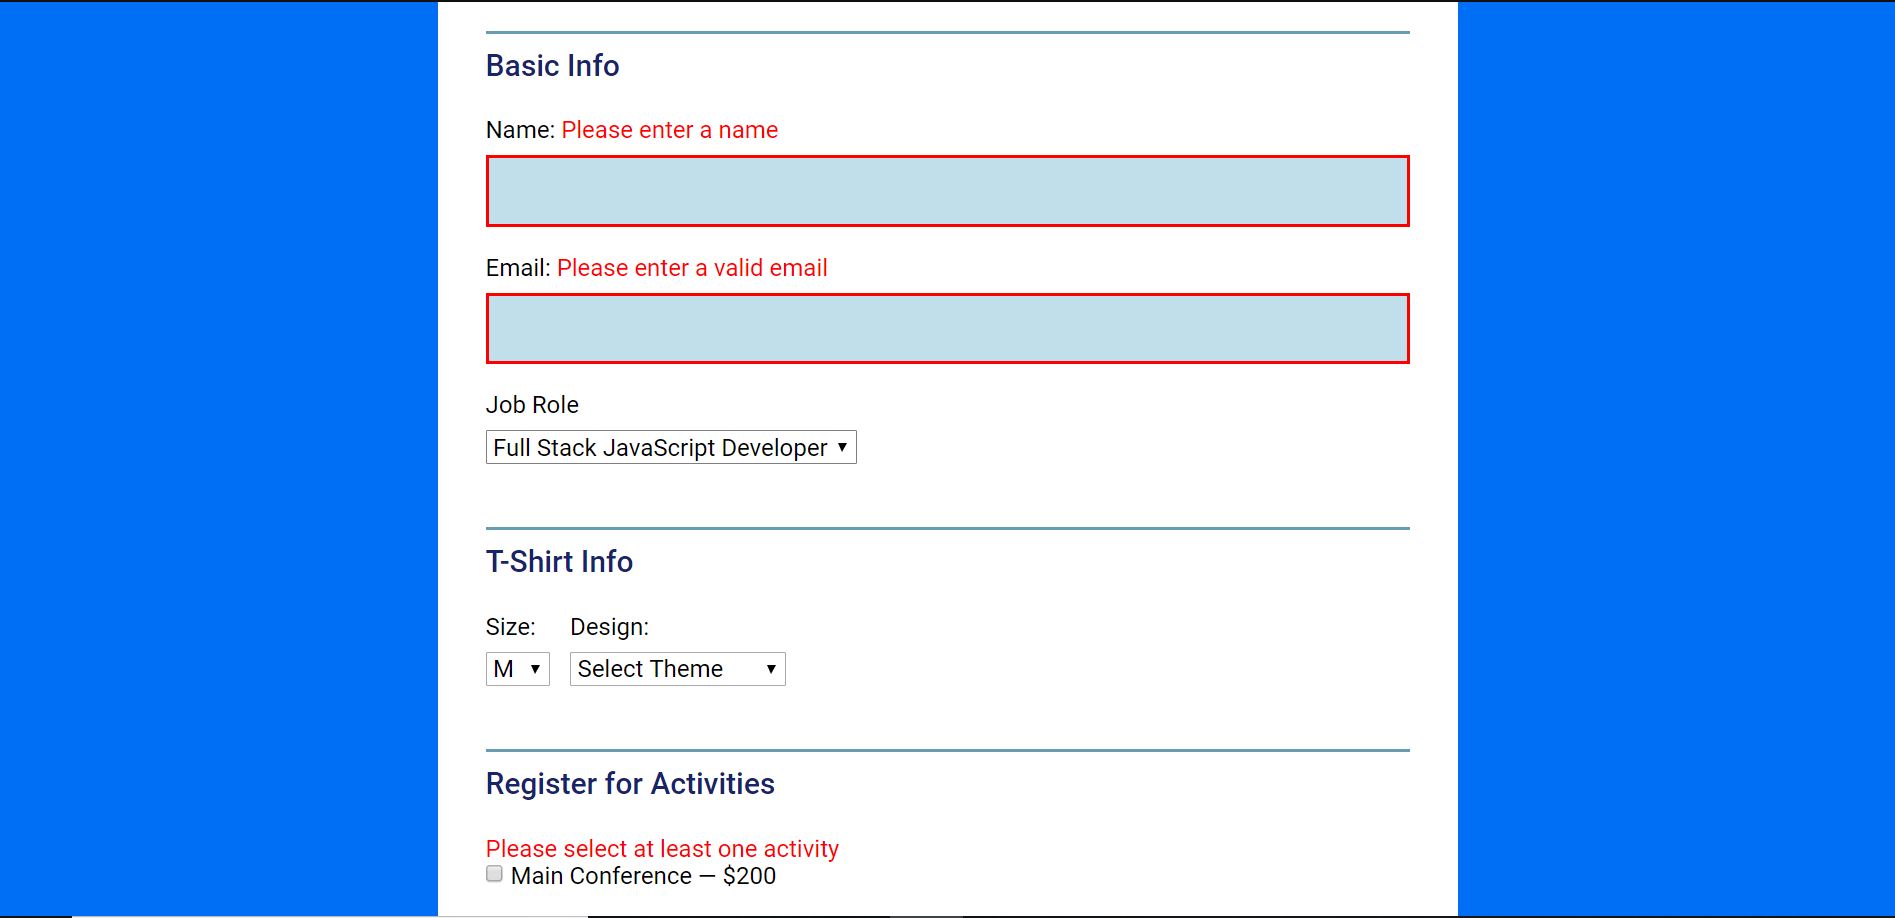 Basic Info
Name: Please enter a name
Email: Please enter a valid email
Job Role
Full Stack JavaScript Developer
T-Shirt Info
Size: Design:
M Select Theme
Register for Activities
Please select at least one activity
Main Conference — $200